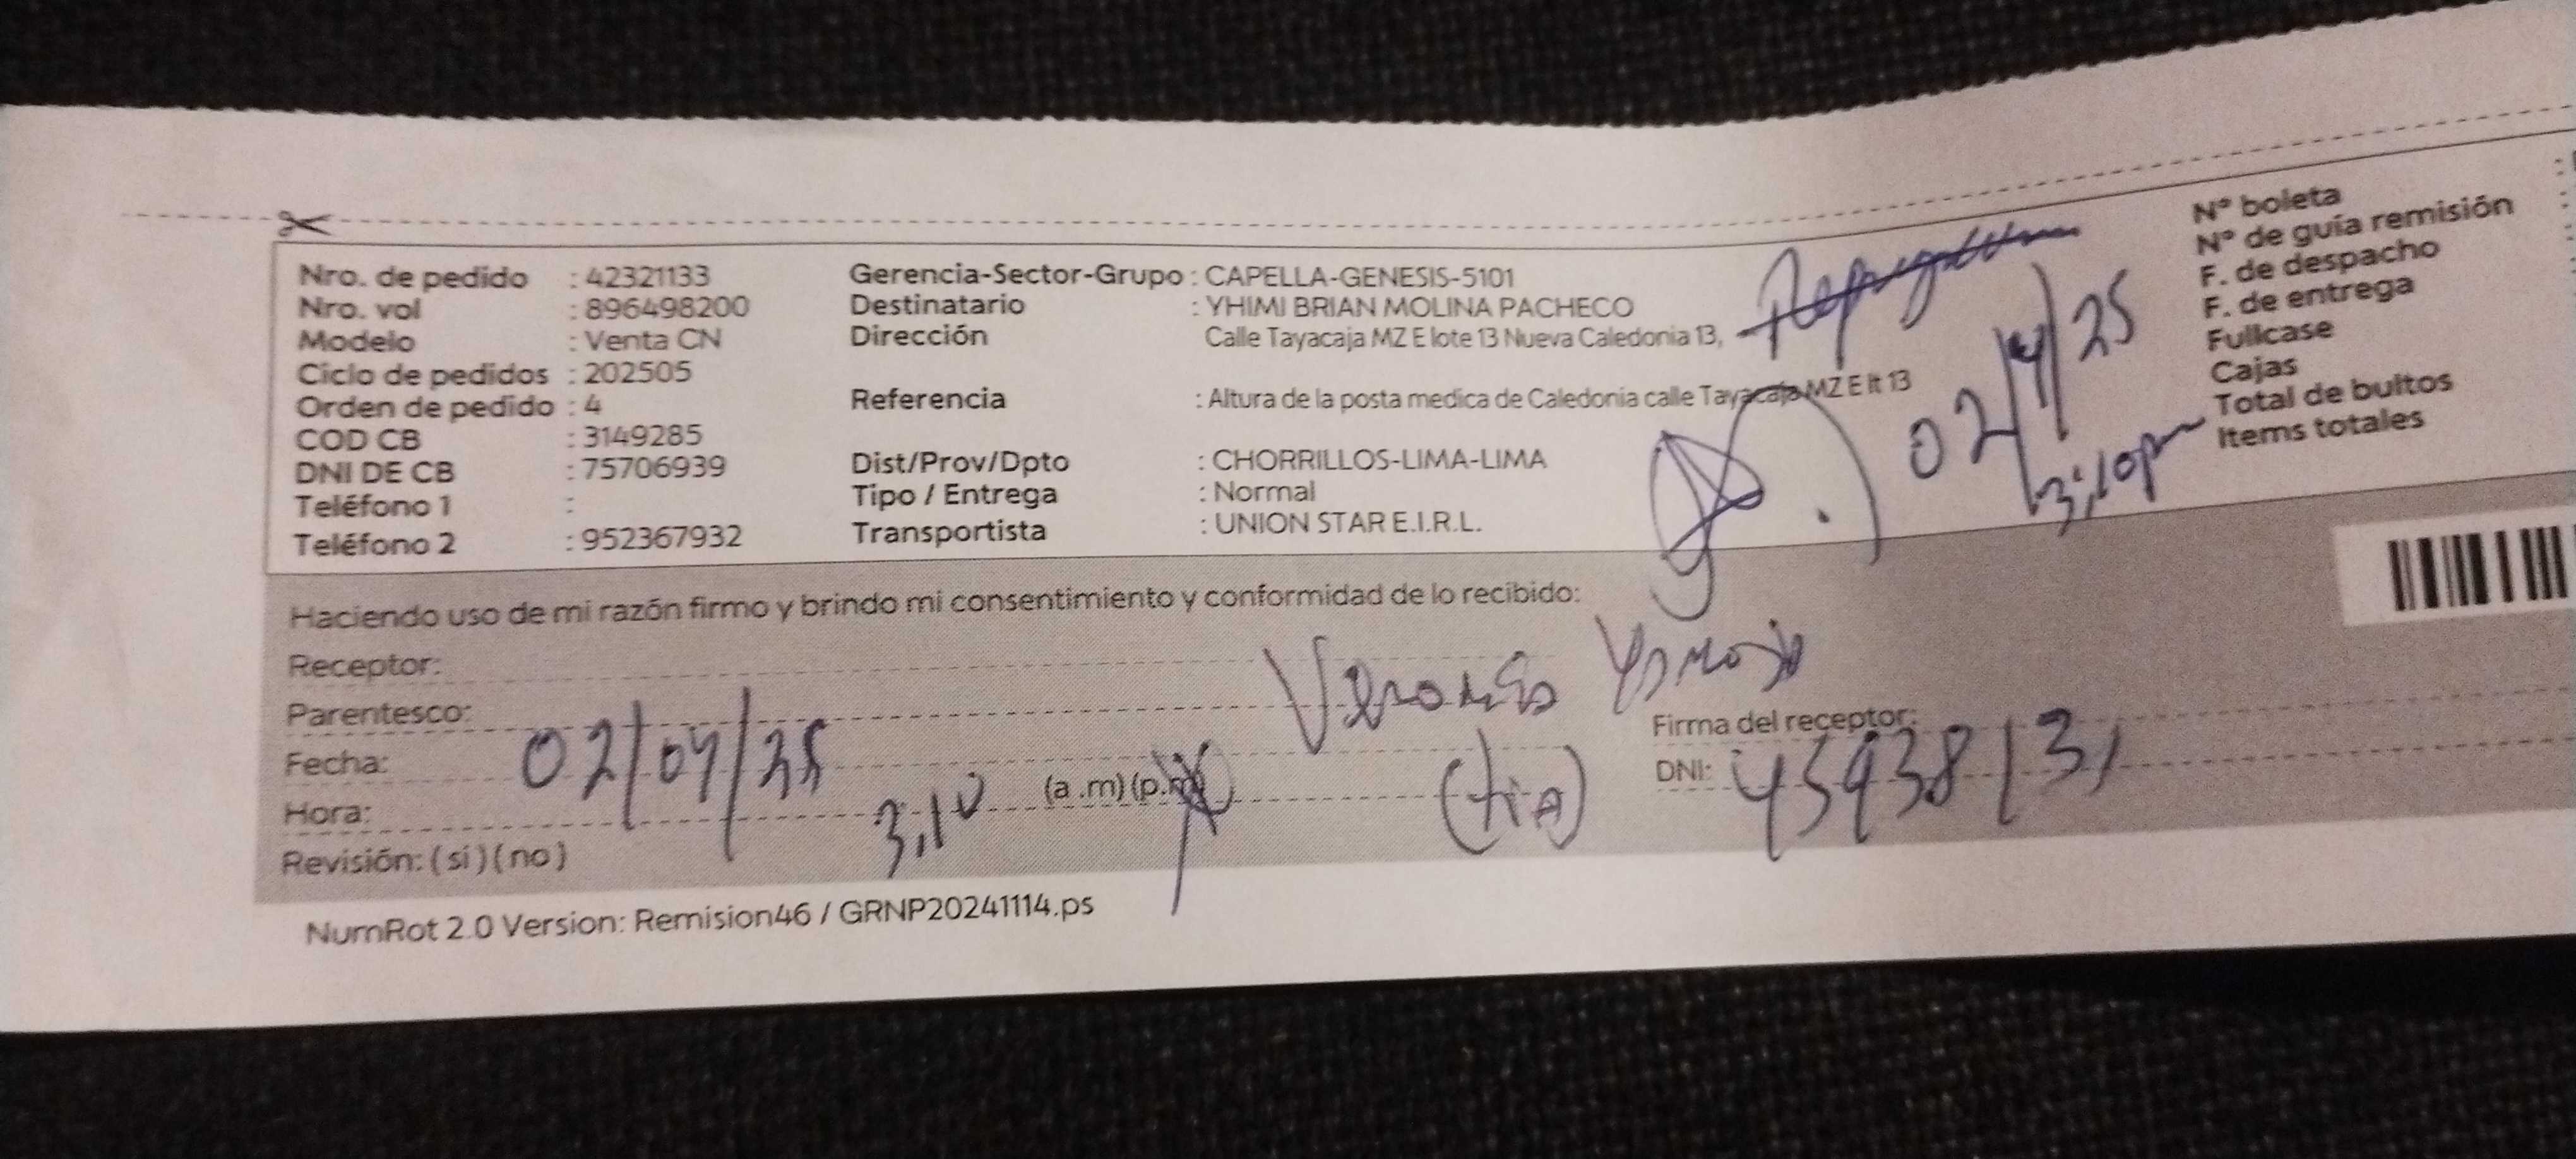 Nro. de pedido : 42321133
Nro. vol : 896498200
Modelo : Venta CN
Ciclo de pedidos : 202505
Orden de pedido : 4
COD CB : 3149285
DNI DE CB : 75706939
Teléfono 1 :
Teléfono 2 : 952367932
Gerencia-Sector-Grupo : CAPELLA-GENESIS-5101
Destinatario : YHIMI BRIAN MOLINA PACHECO
Dirección Calle Tayacaja MZ E lote 13 Nueva Caledonia 13,
Referencia : Altura de la posta medica de Caledonia calle Tayacaja MZ E lt 13
Dist/Prov/Dpto : CHORRILLOS-LIMA-LIMA
Tipo / Entrega : Normal
Transportista : UNION STAR E.I.R.L.
02/4/25
3:10pm
N° boleta
N° de guía remisión
F. de despacho
F. de entrega
Fullcase
Cajas
Total de bultos
Items totales
Haciendo uso de mi razón firmo y brindo mi consentimiento y conformidad de lo recibido:
Receptor:
Parentesco:
Fecha: 02/04/25
Hora: 3,10 (a .m) (p.m)
Revisión: ( si ) ( no )
(tiA)
Firma del receptor:
DNI:
NumRot 2.0 Version: Remision46 / GRNP20241114.ps